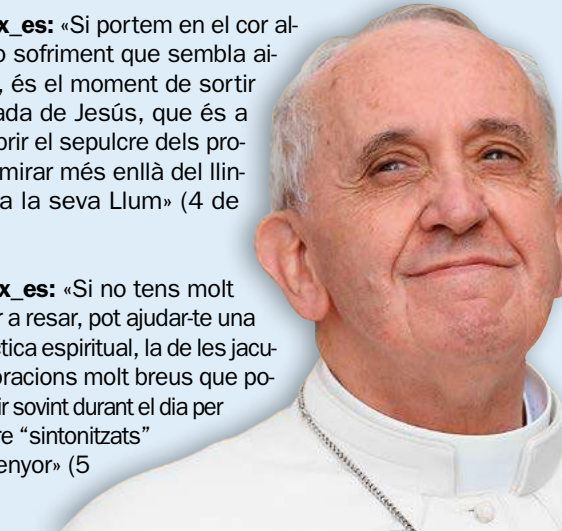 x_es: «Si portem en el cor al-
o sofriment que sembla aï-
, és el moment de sortir
ada de Jesús, que és a
brir el sepulcre dels pro-
mirar més enllà del llin-
a la seva Llum» (4 de
x_es: «Si no tens molt
r a resar, pot ajudar-te una
ctica espiritual, la de les jacu-
oracions molt breus que po-
ir sovint durant el dia per
re “sintonitzats”
enyor» (5